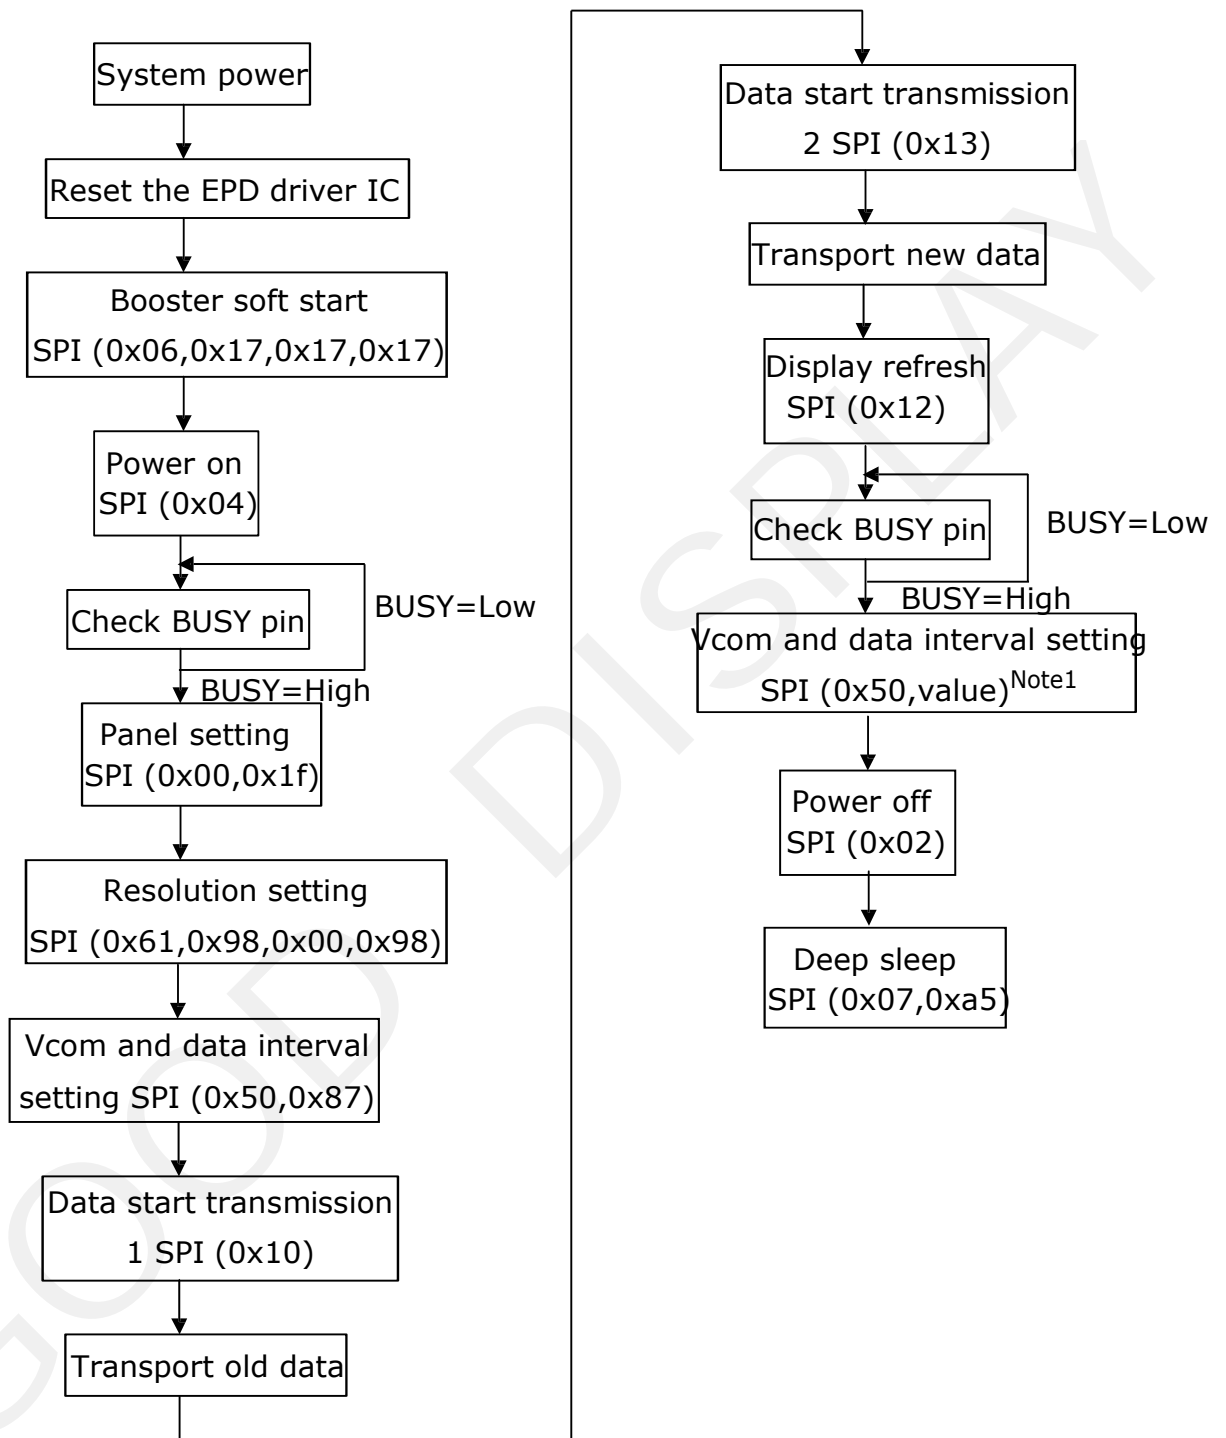 System power
Reset the EPD driver IC
Booster soft start
SPI (0x06,0x17,0x17,0x17)
Power on
SPI (0x04)
Check BUSY pin
BUSY=Low
BUSY=High
Panel setting
SPI (0x00,0x1f)
Resolution setting
SPI (0x61,0x98,0x00,0x98)
Vcom and data interval
setting SPI (0x50,0x87)
Data start transmission
1 SPI (0x10)
Transport old data
Data start transmission
2 SPI (0x13)
Transport new data
Display refresh
SPI (0x12)
Check BUSY pin
BUSY=Low
BUSY=High
Vcom and data interval setting
SPI (0x50,value)Note1
Power off
SPI (0x02)
Deep sleep
SPI (0x07,0xa5)
GOOD DISPLAY